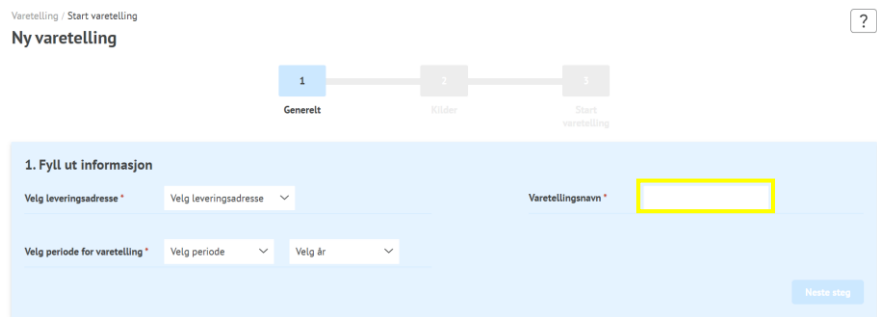 Varetelling / Start varetelling
?
Ny varetelling
1
2
3
Generelt
Kilder
Start
varetelling
1. Fyll ut informasjon
Velg leveringsadresse *
Velg leveringsadresse
Varetellingsnavn *
Velg periode for varetelling *
Velg periode
Velg år
Neste steg